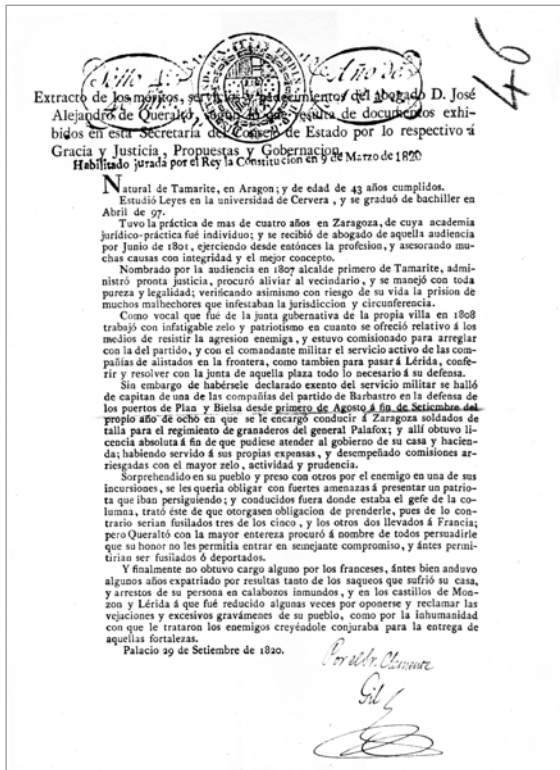 46
Sello 4.º
Año de
Extracto de los méritos, servicios y padecimientos del abogado D. José
Alejandro de Queraltó, segun que resulta de documentos exhi-
bidos en esta Secretaría del Consejo de Estado por lo respectivo á
Gracia y Justicia, Propuestas y Gobernacion.
Habilitado jurada por el Rey la Constitucion en 9 de Marzo de 1820
Natural de Tamarite, en Aragon; y de edad de 43 años cumplidos.
Estudió Leyes en la universidad de Cervera, y se graduó de bachiller en
Abril de 97.
Tuvo la práctica de mas de cuatro años en Zaragoza, de cuya academia
jurídico-práctica fué individuo; y se recibió de abogado de aquella audiencia
por Junio de 1801, ejerciendo desde entónces la profesion, y asesorando mu-
chas causas con integridad y el mejor concepto.
Nombrado por la audiencia en 1807 alcalde primero de Tamarite, admi-
nistró pronta justicia, procuró aliviar al vecindario, y se manejó con toda
pureza y legalidad; verificando asimismo con riesgo de su vida la prision de
muchos malhechores que infestaban la jurisdiccion y circunferencia.
Como vocal que fué de la junta gubernativa de la propia villa en 1808
trabajó con infatigable zelo y patriotismo en cuanto se ofreció relativo á los
medios de resistir la agresion enemiga, y estuvo comisionado para arreglar
con la del partido, y con el comandante militar el servicio activo de las com-
pañías de alistados en la frontera, como tambien para pasar á Lérida, confe-
rir y resolver con la junta de aquella plaza todo lo necesario á su defensa.
Sin embargo de habérsele declarado exento del servicio militar se halló
de capitan de una de las compañías del partido de Barbastro en la defensa de
los puertos de Plan y Bielsa desde primero de Agosto á fin de Setiembre del
propio año de ocho en que se le encargó conducir á Zaragoza soldados de
talla para el regimiento de granaderos del general Palafox; y allí obtuvo li-
cencia absoluta á fin de que pudiese atender al gobierno de su casa y hacien-
da; habiendo servido á sus propias expensas, y desempeñado comisiones ar-
riesgadas con el mayor zelo, actividad y prudencia.
Sorprehendido en su pueblo y preso con otros por el enemigo en una de sus
incursiones, se les queria obligar con fuertes amenazas á presentar un patrio-
ta que iban persiguiendo; y conducidos fuera donde estaba el gefe de la co-
lumna, trató éste de que otorgasen obligacion de prenderle, pues de lo con-
trario serian fusilados tres de los cinco, y los otros dos llevados á Francia;
pero Queraltó con la mayor entereza procuró á nombre de todos persuadirle
que su honor no les permitia entrar en semejante compromiso, y ántes permi-
tirian ser fusilados ó deportados.
Y finalmente no obtuvo cargo alguno por los franceses, ántes bien anduvo
algunos años expatriado por resultas tanto de los saqueos que sufrió su casa,
y arrestos de su persona en calabozos inmundos, y en los castillos de Mon-
zon y Lérida á que fué reducido algunas veces por oponerse y reclamar las
vejaciones y excesivos gravámenes de su pueblo, como por la inhumanidad
con que le trataron los enemigos creyéndole conjuraba para la entrega de
aquellas fortalezas.
Palacio 29 de Setiembre de 1820.
Por el Sr. Clemente
Gil